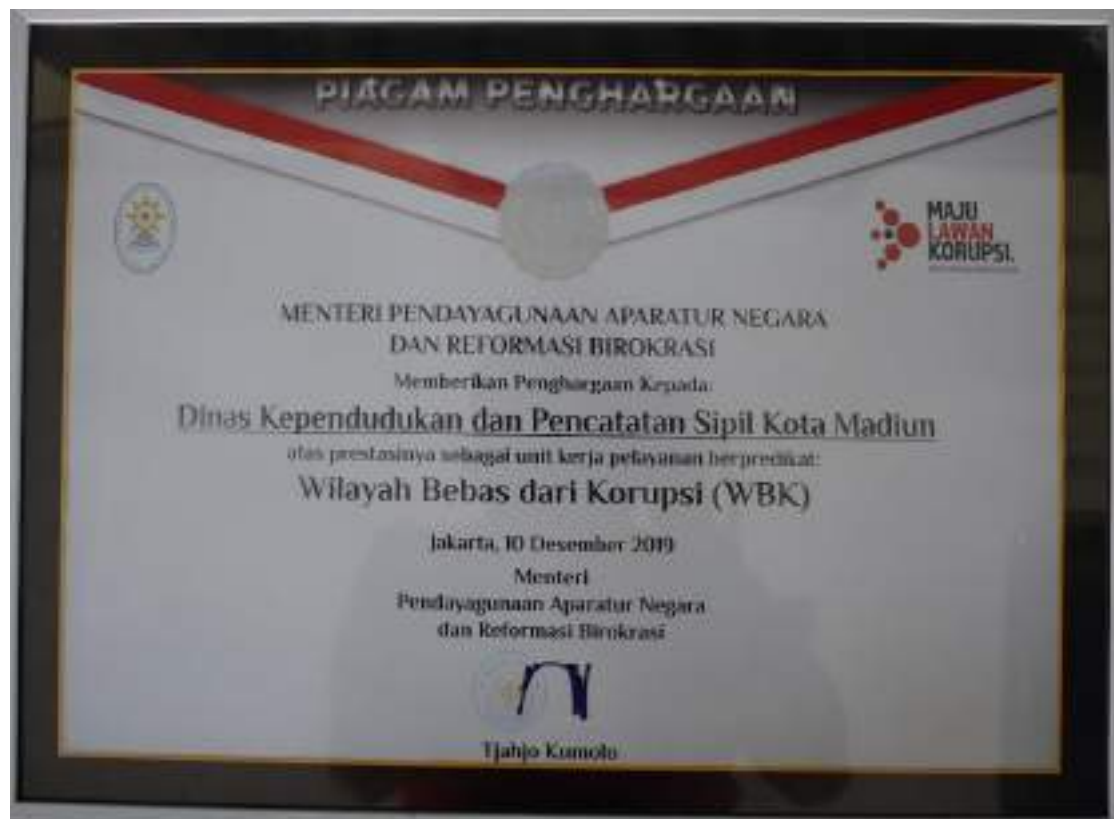 PIAGAM PENGHARGAAN
MAJU
LAWAN
KORUPSI.
MENTERI PENDAYAGUNAAN APARATUR NEGARA
DAN REFORMASI BIROKRASI
Memberikan Penghargaan Kepada:
Dinas Kependudukan dan Pencatatan Sipil Kota Madiun
atas prestasinya sebagai unit kerja pelayanan berpredikat:
Wilayah Bebas dari Korupsi (WBK)
Jakarta, 10 Desember 2019
Menteri
Pendayagunaan Aparatur Negara
dan Reformasi Birokrasi
Tjahjo Kumolo